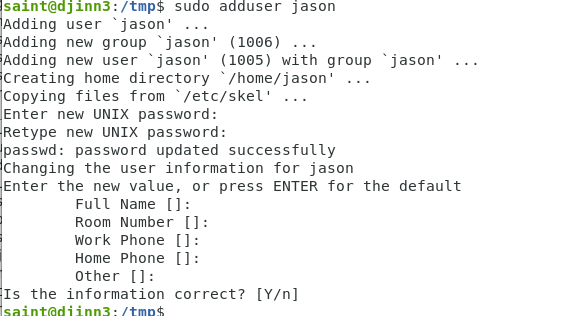 saint@djinn3:/tmp$ sudo adduser jason
Adding user `jason' ...
Adding new group `jason' (1006) ...
Adding new user `jason' (1005) with group `jason' ...
Creating home directory `/home/jason' ...
Copying files from `/etc/skel' ...
Enter new UNIX password:
Retype new UNIX password:
passwd: password updated successfully
Changing the user information for jason
Enter the new value, or press ENTER for the default
        Full Name []:
        Room Number []:
        Work Phone []:
        Home Phone []:
        Other []:
Is the information correct? [Y/n]
saint@djinn3:/tmp$